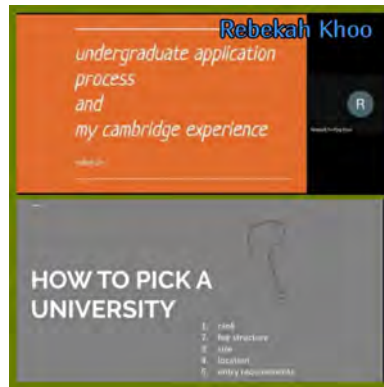 Rebekah Khoo
undergraduate application
process
and
my cambridge experience
R
HOW TO PICK A
UNIVERSITY
1. rank
2. fee structure
3. size
4. location
5. entry requirements